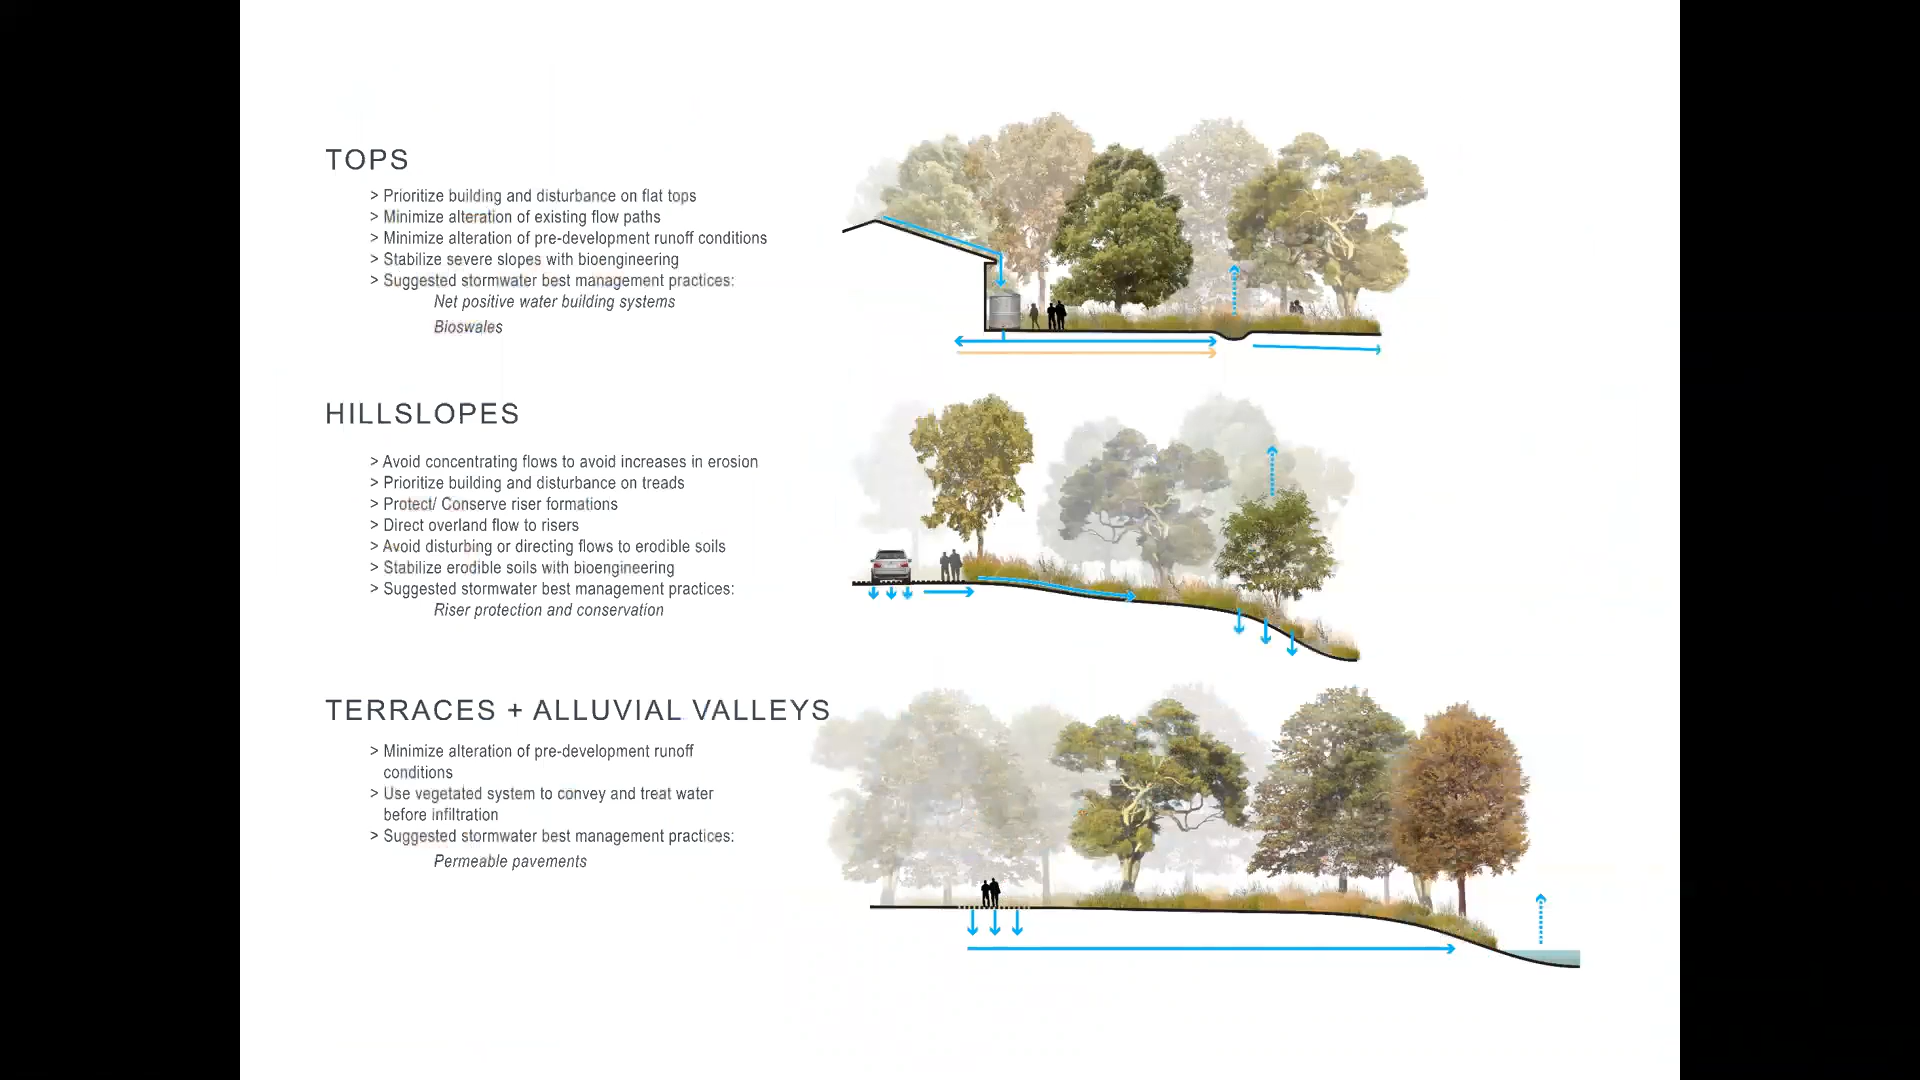 TOPS
> Prioritize building and disturbance on flat tops
> Minimize alteration of existing flow paths
> Minimize alteration of pre-development runoff conditions
> Stabilize severe slopes with bioengineering
> Suggested stormwater best management practices:
Net positive water building systems
Bioswales
HILLSLOPES
> Avoid concentrating flows to avoid increases in erosion
> Prioritize building and disturbance on treads
> Protect/ Conserve riser formations
> Direct overland flow to risers
> Avoid disturbing or directing flows to erodible soils
> Stabilize erodible soils with bioengineering
> Suggested stormwater best management practices:
Riser protection and conservation
TERRACES + ALLUVIAL VALLEYS
> Minimize alteration of pre-development runoff
conditions
> Use vegetated system to convey and treat water
before infiltration
> Suggested stormwater best management practices:
Permeable pavements